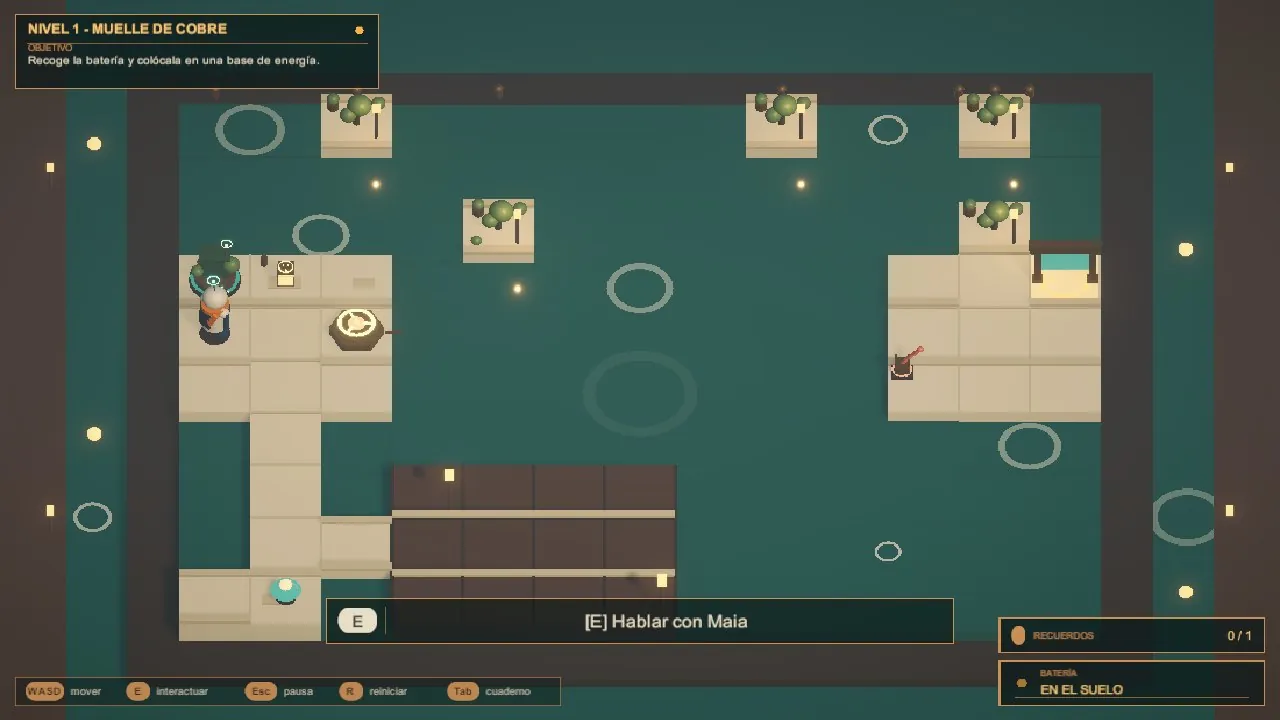 NIVEL 1 - MUELLE DE COBRE
OBJETIVO
Recoge la batería y colócala en una base de energía.
E
[E] Hablar con Maia
RECUERDOS
0 / 1
BATERÍA
EN EL SUELO
WASD mover E interactuar Esc pausa R reiniciar Tab cuaderno